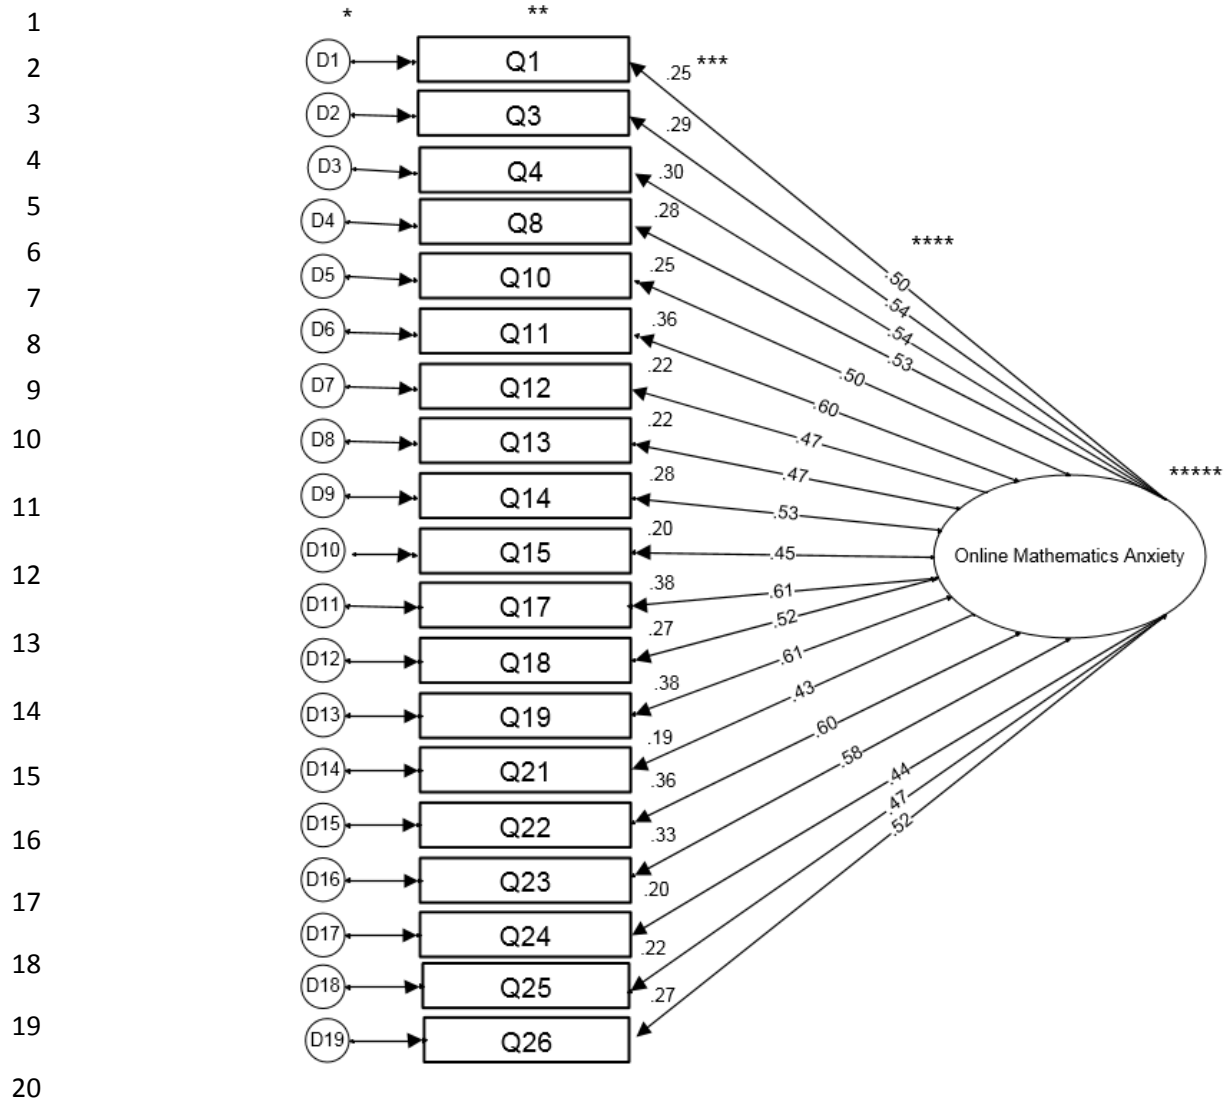 1
* **
D1 Q1 .25 ***
2
D2 Q3 .29
3
D3 Q4 .30
4
D4 Q8 .28
5
****
6
D5 Q10 .25 .50
7
.54
D6 Q11 .36 .54
8
.53
D7 Q12 .22 .50
9
.60
D8 Q13 .22 .47
10
D9 Q14 .28 .47 *****
11
.53
D10 Q15 .20 .45 Online Mathematics Anxiety
12
D11 Q17 .38 .61
.52
13
D12 Q18 .27 .61
D13 Q19 .38 .43
14
.60
D14 Q21 .19 .58
15
.44
D15 Q22 .36 .47
16
.52
D16 Q23 .33
17
D17 Q24 .20
18
D18 Q25 .22
19
D19 Q26 .27
20